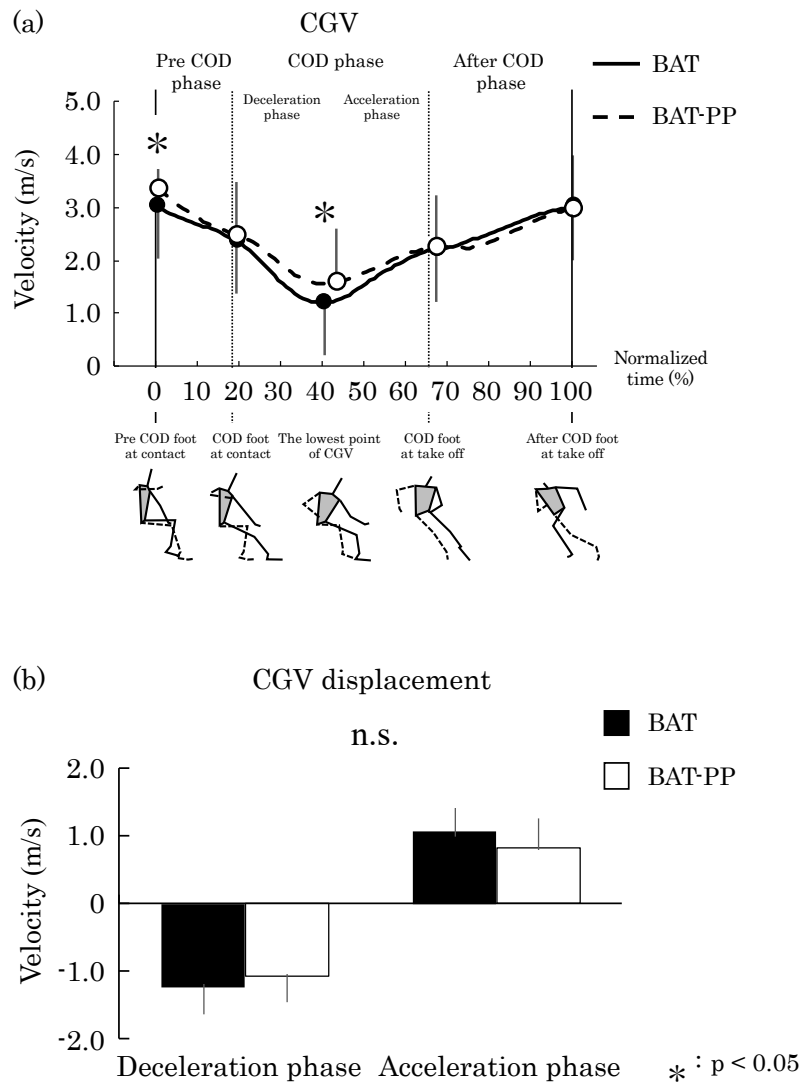 (a)
CGV
Pre COD
phase
COD phase
After COD
phase
BAT
BAT-PP
Deceleration
phase
Acceleration
phase
5.0
4.0
3.0
2.0
1.0
0
Velocity (m/s)
*
*
0 10 20 30 40 50 60 70 80 90 100
Normalized
time (%)
Pre COD foot
at contact
COD foot
at contact
The lowest point
of CGV
COD foot
at take off
After COD foot
at take off
(b)
CGV displacement
n.s.
BAT
BAT-PP
2.0
1.0
0
-1.0
-2.0
Velocity (m/s)
Deceleration phase Acceleration phase
* : p < 0.05